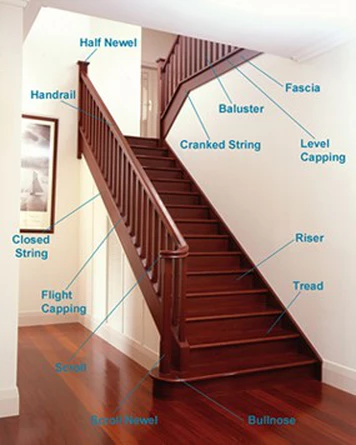 Half Newel
Handrail
Fascia
Baluster
Cranked String
Level
Capping
Closed
String
Riser
Flight
Capping
Tread
Scroll
Scroll Newel
Bullnose